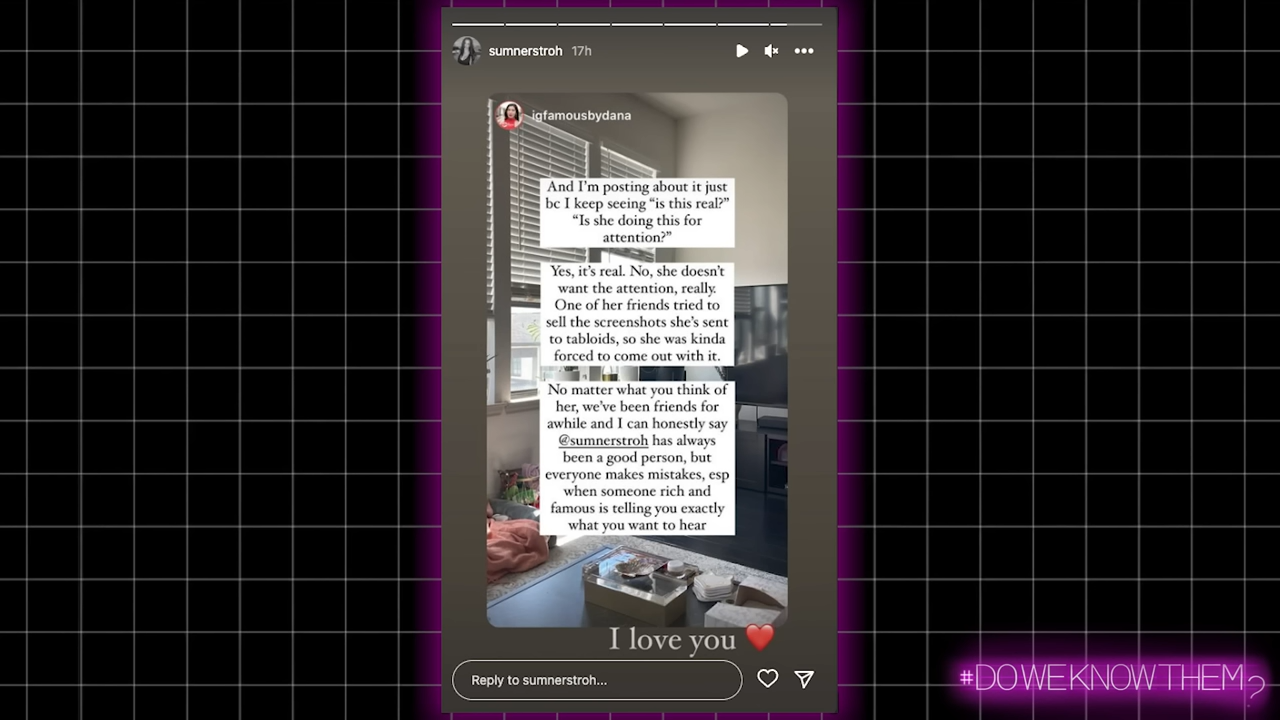 sumnerstroh 17h
igfamousbydana
And I'm posting about it just
bc I keep seeing "is this real?"
"Is she doing this for
attention?"
Yes, it's real. No, she doesn't
want the attention, really.
One of her friends tried to
sell the screenshots she's sent
to tabloids, so she was kinda
forced to come out with it.
No matter what you think of
her, we've been friends for
awhile and I can honestly say
@sumnerstroh has always
been a good person, but
everyone makes mistakes, esp
when someone rich and
famous is telling you exactly
what you want to hear
I love you ❤️
Reply to sumnerstroh...
#DOWEKNOWTHEM?